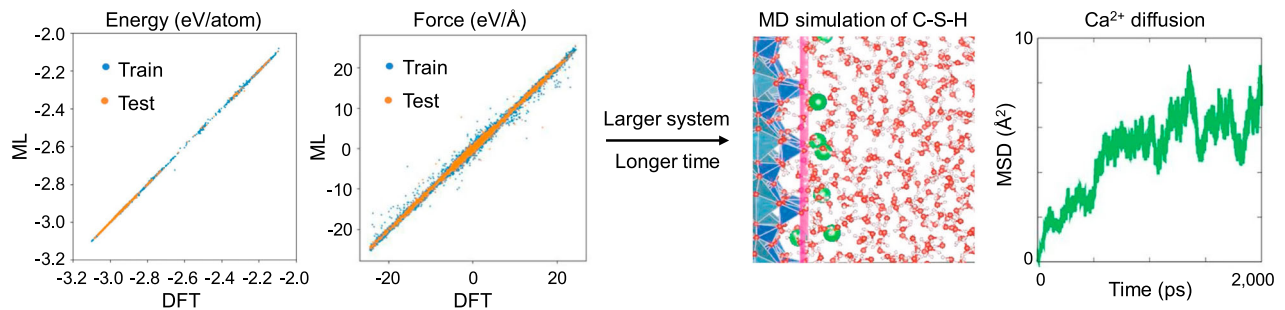 Energy (eV/atom)
-2.0
-2.2
-2.4
-2.6
-2.8
-3.0
-3.2
ML
Train
Test
-3.2 -3.0 -2.8 -2.6 -2.4 -2.2 -2.0
DFT
Force (eV/Å)
20
10
0
-10
-20
ML
Train
Test
-20 0 20
DFT
Larger system
Longer time
MD simulation of C-S-H
Ca²⁺ diffusion
10
0
MSD (Å²)
0 2,000
Time (ps)